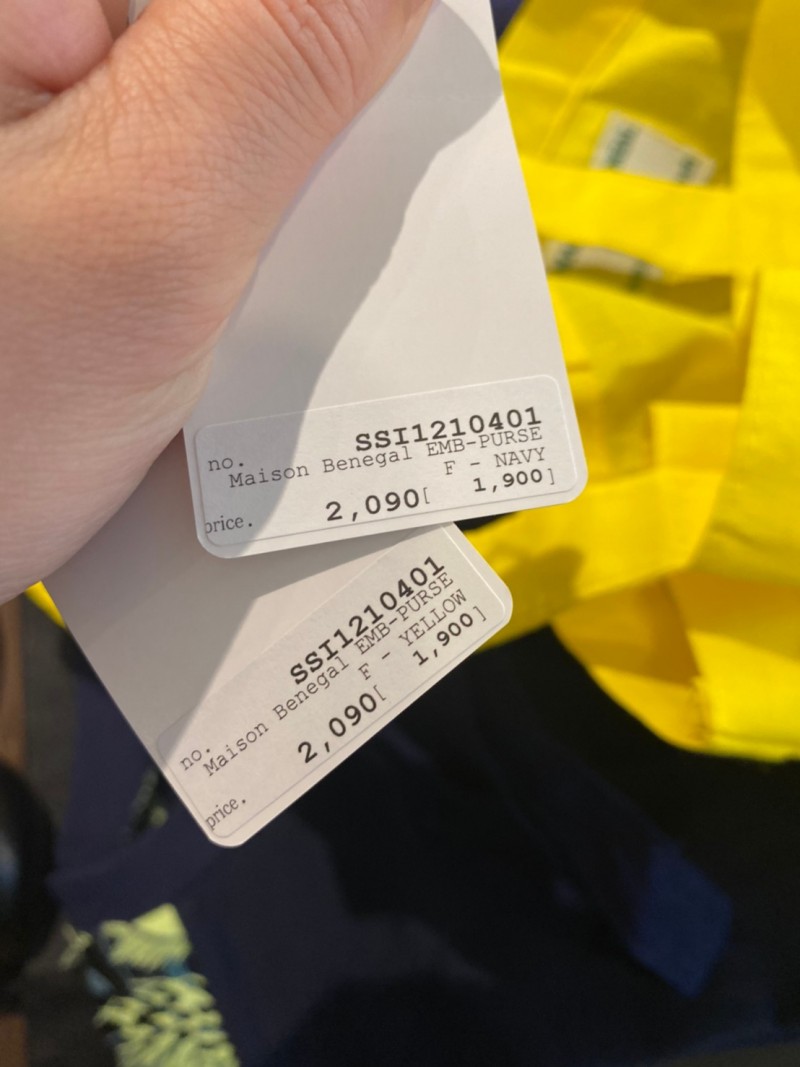 no. SSI1210401
Maison Benegal EMB-PURSE
F - NAVY
price. 2,090[ 1,900]
no. SSI1210401
Maison Benegal EMB-PURSE
F - YELLOW
price. 2,090[ 1,900]